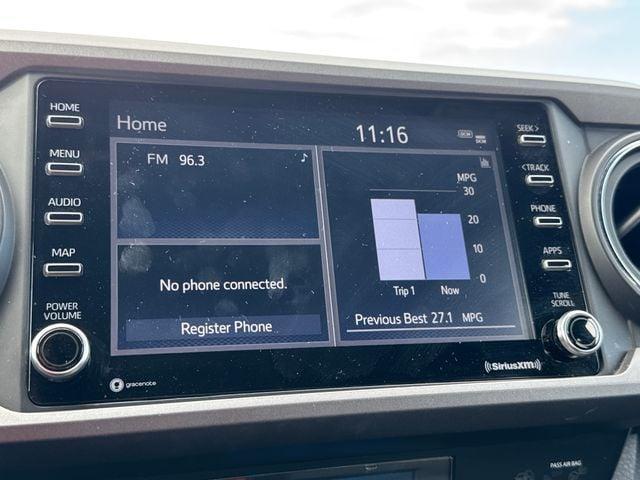 HOME
MENU
AUDIO
MAP
POWER
VOLUME
Home
11:16
DCM
DCM
FM 96.3
No phone connected.
Register Phone
MPG
30
20
10
0
Trip 1 Now
Previous Best 27.1 MPG
SEEK>
<TRACK
PHONE
APPS
TUNE
SCROLL
gracenote
SiriusXM
PASS AIR BAG